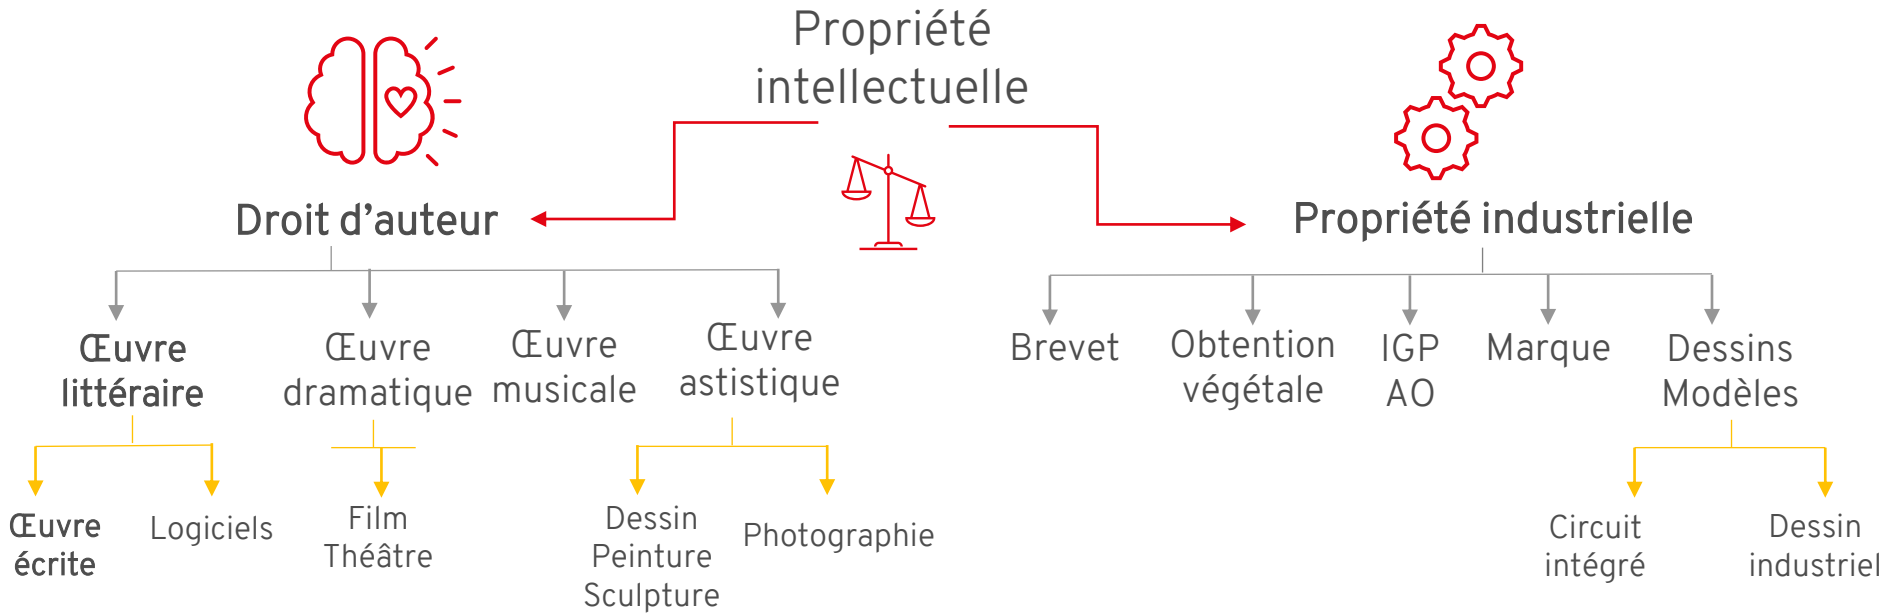 Propriété
intellectuelle
Droit d’auteur
Propriété industrielle
Œuvre
littéraire
Œuvre
dramatique
Œuvre
musicale
Œuvre
astistique
Brevet
Obtention
végétale
IGP
AO
Marque
Dessins
Modèles
Œuvre
écrite
Logiciels
Film
Théâtre
Dessin
Peinture
Sculpture
Photographie
Circuit
intégré
Dessin
industriel